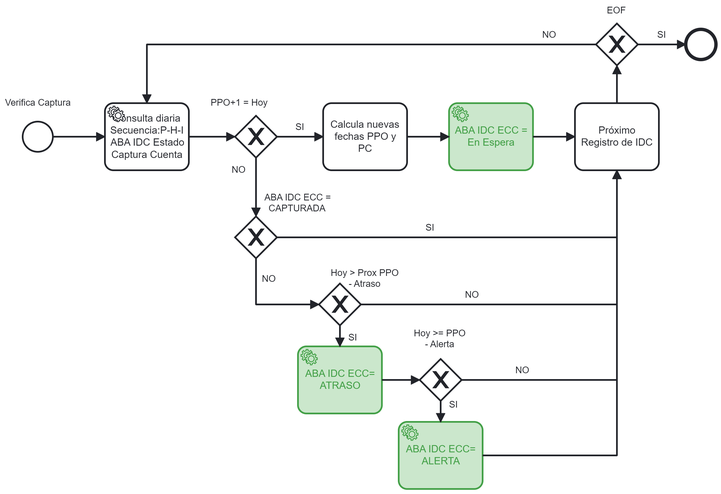 EOF
NO
SI
Verifica Captura
PPO+1 = Hoy
Consulta diaria
Secuencia:P-H-I
ABA IDC Estado
Captura Cuenta
SI
Calcula nuevas
fechas PPO y
PC
ABA IDC ECC =
En Espera
Próximo
Registro de IDC
NO
ABA IDC ECC =
CAPTURADA
SI
NO
Hoy > Prox PPO
- Atraso
NO
SI
Hoy >= PPO
- Alerta
ABA IDC ECC=
ATRASO
NO
SI
ABA IDC ECC=
ALERTA